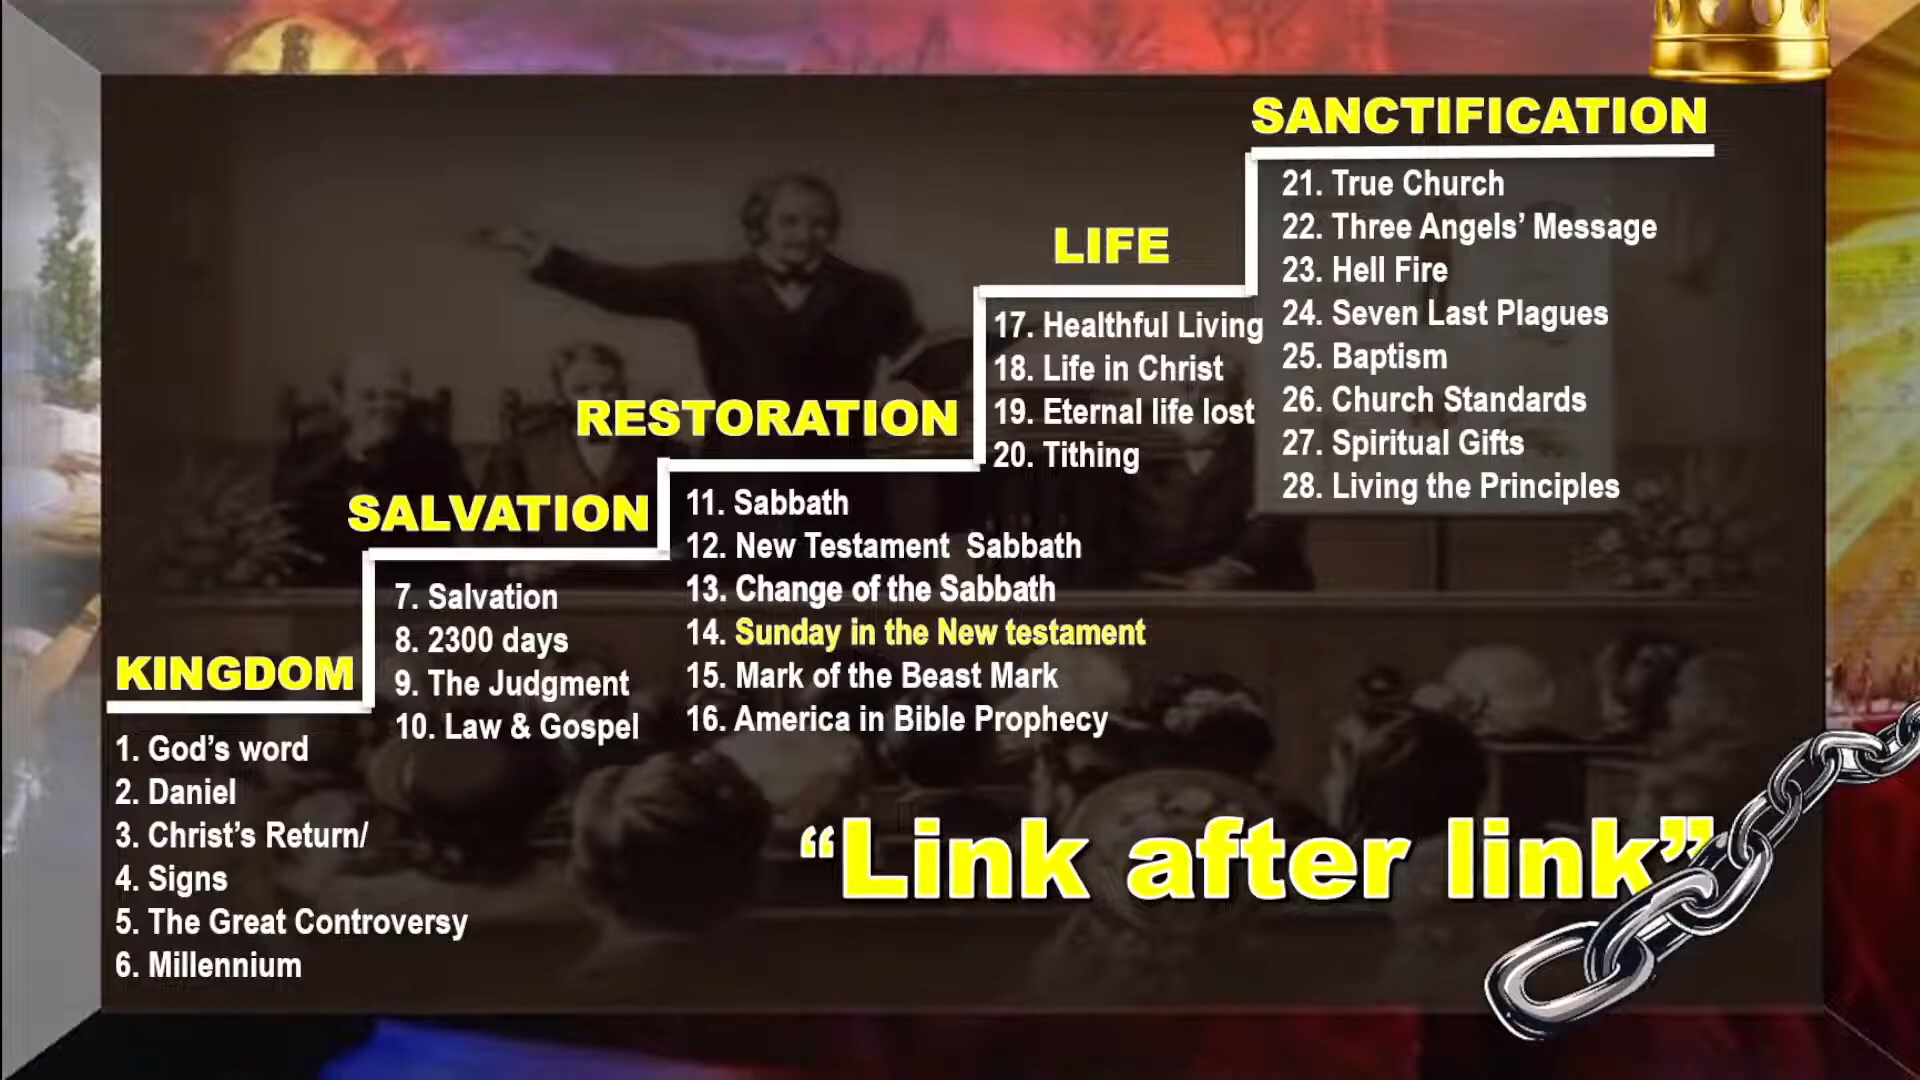 KINGDOM
1. God's word
2. Daniel
3. Christ's Return/
4. Signs
5. The Great Controversy
6. Millennium
SALVATION
7. Salvation
8. 2300 days
9. The Judgment
10. Law & Gospel
RESTORATION
11. Sabbath
12. New Testament  Sabbath
13. Change of the Sabbath
14. Sunday in the New testament
15. Mark of the Beast Mark
16. America in Bible Prophecy
LIFE
17. Healthful Living
18. Life in Christ
19. Eternal life lost
20. Tithing
SANCTIFICATION
21. True Church
22. Three Angels' Message
23. Hell Fire
24. Seven Last Plagues
25. Baptism
26. Church Standards
27. Spiritual Gifts
28. Living the Principles
“Link after link”